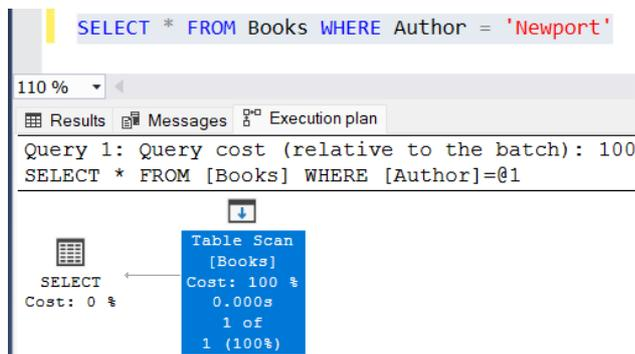 SELECT * FROM Books WHERE Author = 'Newport'
110 %
Results Messages Execution plan
Query 1: Query cost (relative to the batch): 100
SELECT * FROM [Books] WHERE [Author]=@1
SELECT
Cost: 0 %
Table Scan
[Books]
Cost: 100 %
0.000s
1 of
1 (100%)